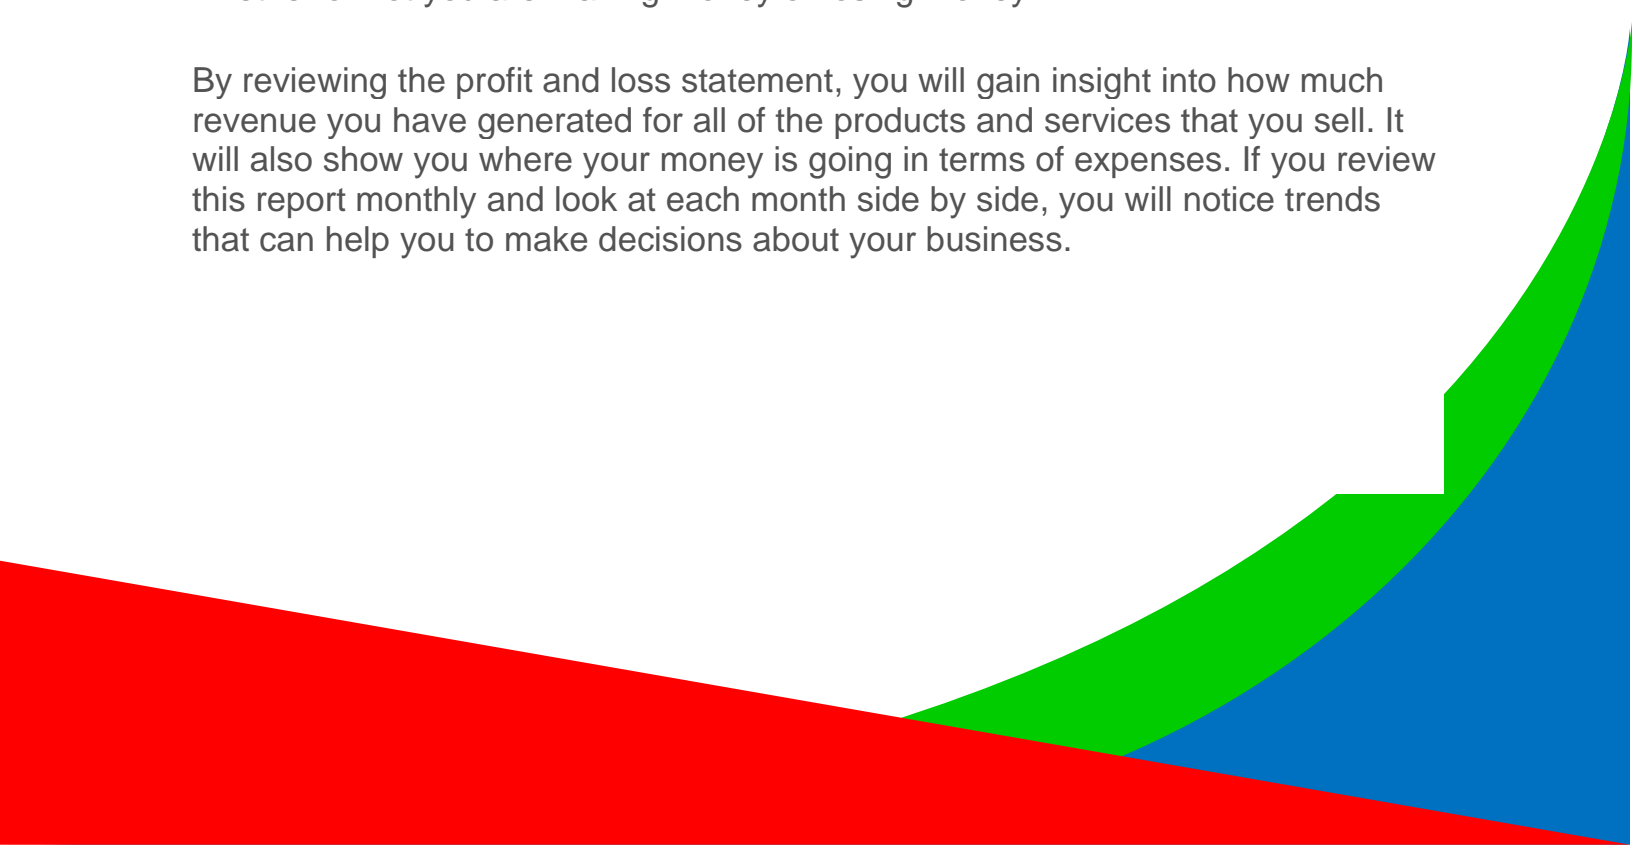 By reviewing the profit and loss statement, you will gain insight into how much
revenue you have generated for all of the products and services that you sell. It
will also show you where your money is going in terms of expenses. If you review
this report monthly and look at each month side by side, you will notice trends
that can help you to make decisions about your business.